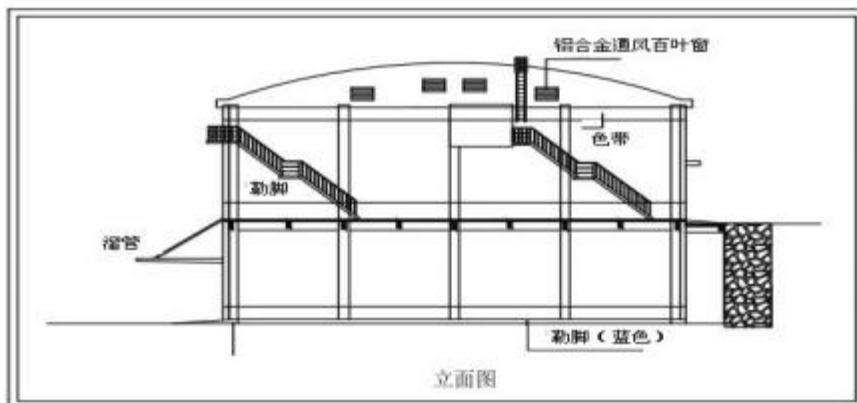 铝合金通风百叶窗
色带
勒脚
溜管
勒脚（蓝色）
立面图